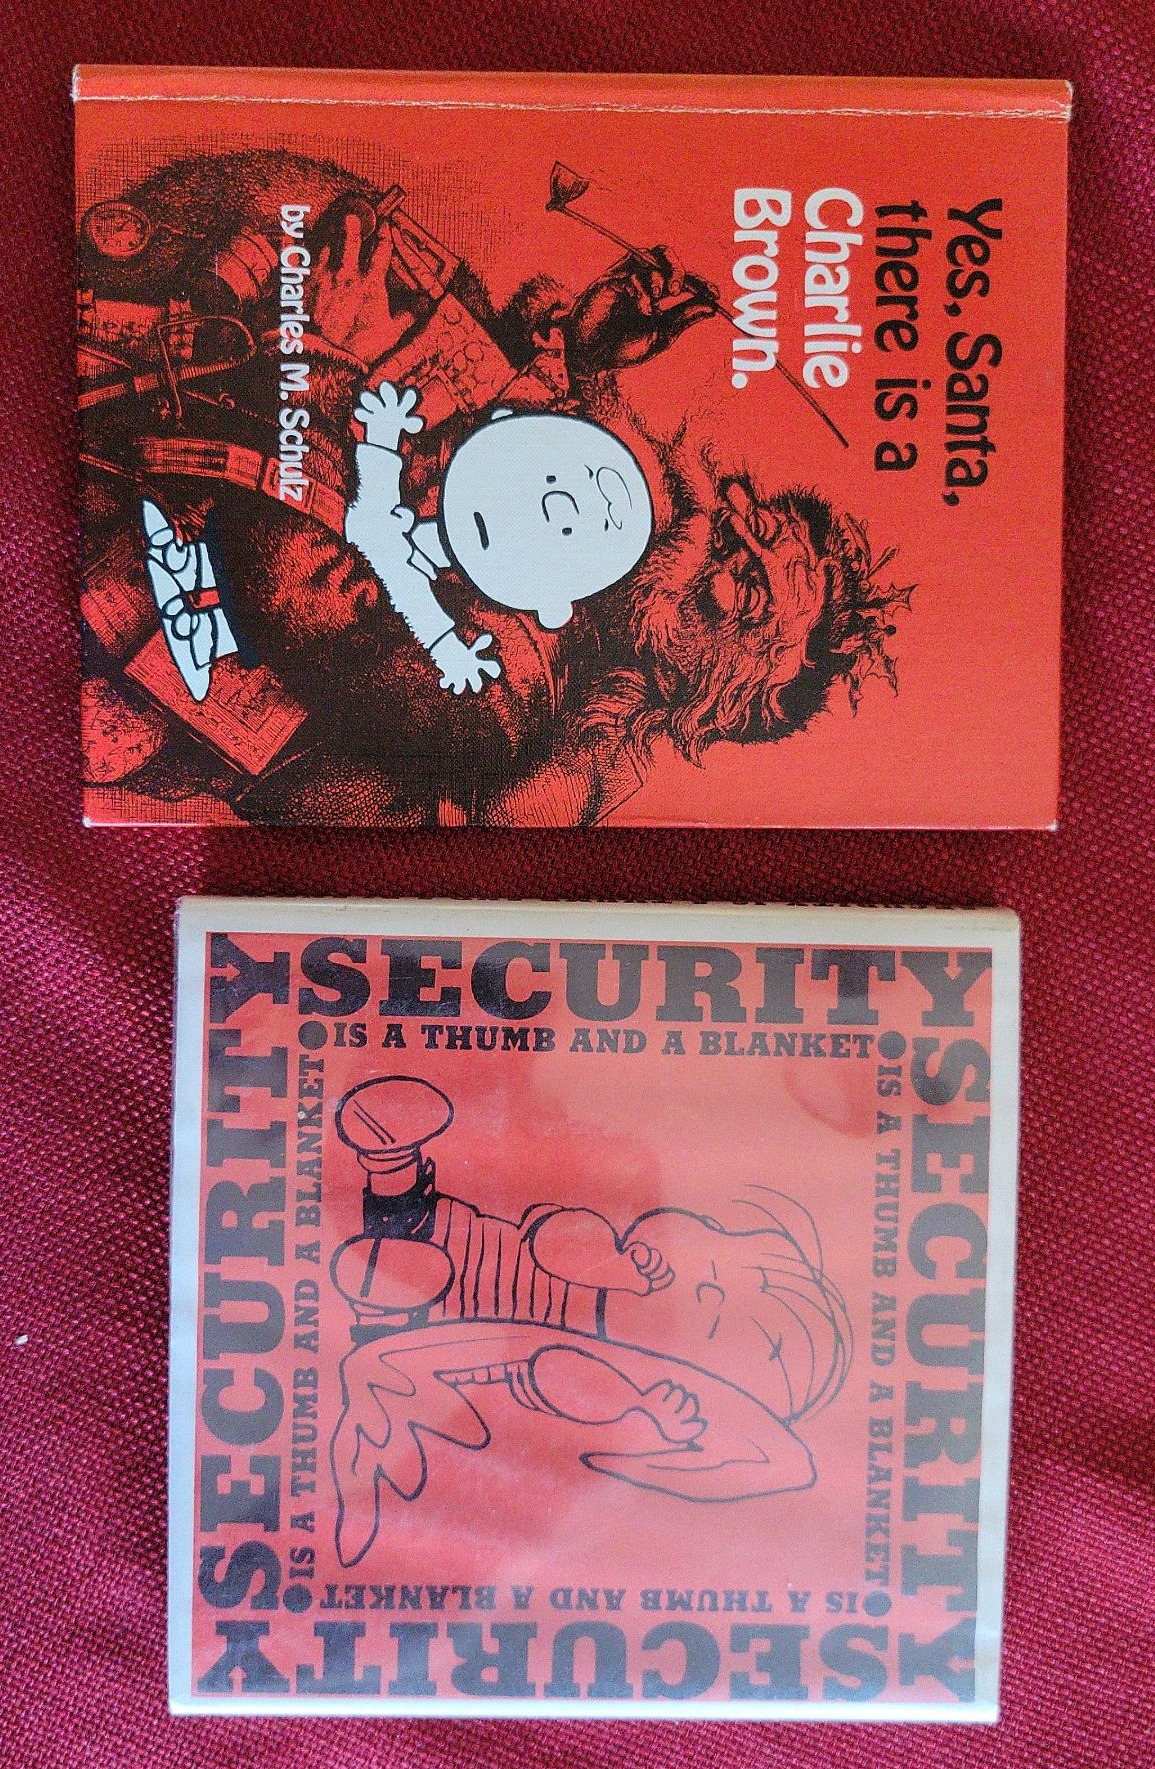 Yes, Santa,
there is a
Charlie
Brown.
by Charles M. Schulz
SECURITY
IS A THUMB AND A BLANKET
SECURITY
IS A THUMB AND A BLANKET
SECURITY
IS A THUMB AND A BLANKET
SECURITY
IS A THUMB AND A BLANKET